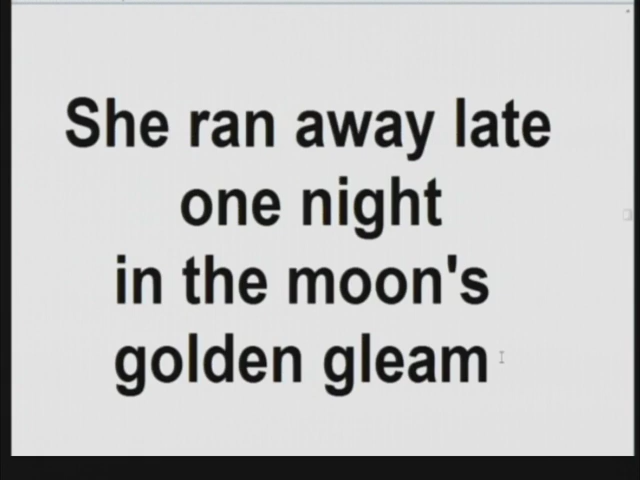 She ran away late
one night
in the moon's
golden gleam